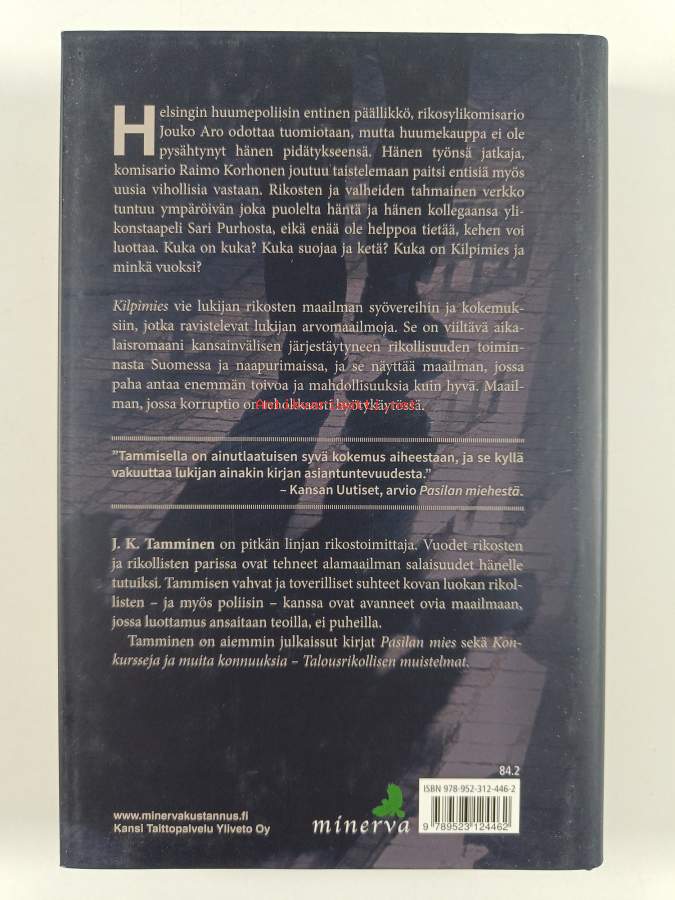 Helsingin huumepoliisin entinen päällikkö, rikosylikomisario
Jouko Aro odottaa tuomiotaan, mutta huumekauppa ei ole
pysähtynyt hänen pidätykseensä. Hänen työnsä jatkaja,
komisario Raimo Korhonen joutuu taistelemaan paitsi entisiä myös
uusia vihollisia vastaan. Rikosten ja valheiden tahmainen verkko
tuntuu ympäröivän joka puolelta häntä ja hänen kollegaansa yli-
konstaapeli Sari Purhosta, eikä enää ole helppoa tietää, kehen voi
luottaa. Kuka on kuka? Kuka suojaa ja ketä? Kuka on Kilpimies ja
minkä vuoksi?
Kilpimies vie lukijan rikosten maailman syövereihin ja kokemuk-
siin, jotka ravistelevat lukijan arvomaailmoja. Se on viiltävä aika-
laisromaani kansainvälisen järjestäytyneen rikollisuuden toimin-
nasta Suomessa ja naapurimaissa, ja se näyttää maailman, jossa
paha antaa enemmän toivoa ja mahdollisuuksia kuin hyvä. Maail-
man, jossa korruptio on tehokkaasti hyötykäytössä.
”Tammisella on ainutlaatuisen syvä kokemus aiheestaan, ja se kyllä
vakuuttaa lukijan ainakin kirjan asiantuntevuudesta.”
– Kansan Uutiset, arvio Pasilan miehestä.
J. K. Tamminen on pitkän linjan rikostoimittaja. Vuodet rikosten
ja rikollisten parissa ovat tehneet alamaailman salaisuudet hänelle
tutuiksi. Tammisen vahvat ja toverilliset suhteet kovan luokan rikol-
listen – ja myös poliisin – kanssa ovat avanneet ovia maailmaan,
jossa luottamus ansaitaan teoilla, ei puheilla.
Tamminen on aiemmin julkaissut kirjat Pasilan mies sekä Kon-
kursseja ja muita konnuuksia – Talousrikollisen muistelmat.
84.2
ISBN 978-952-312-446-2
9 789523 124462
www.minervakustannus.fi
Kansi Taittopalvelu Yliveto Oy
minerva